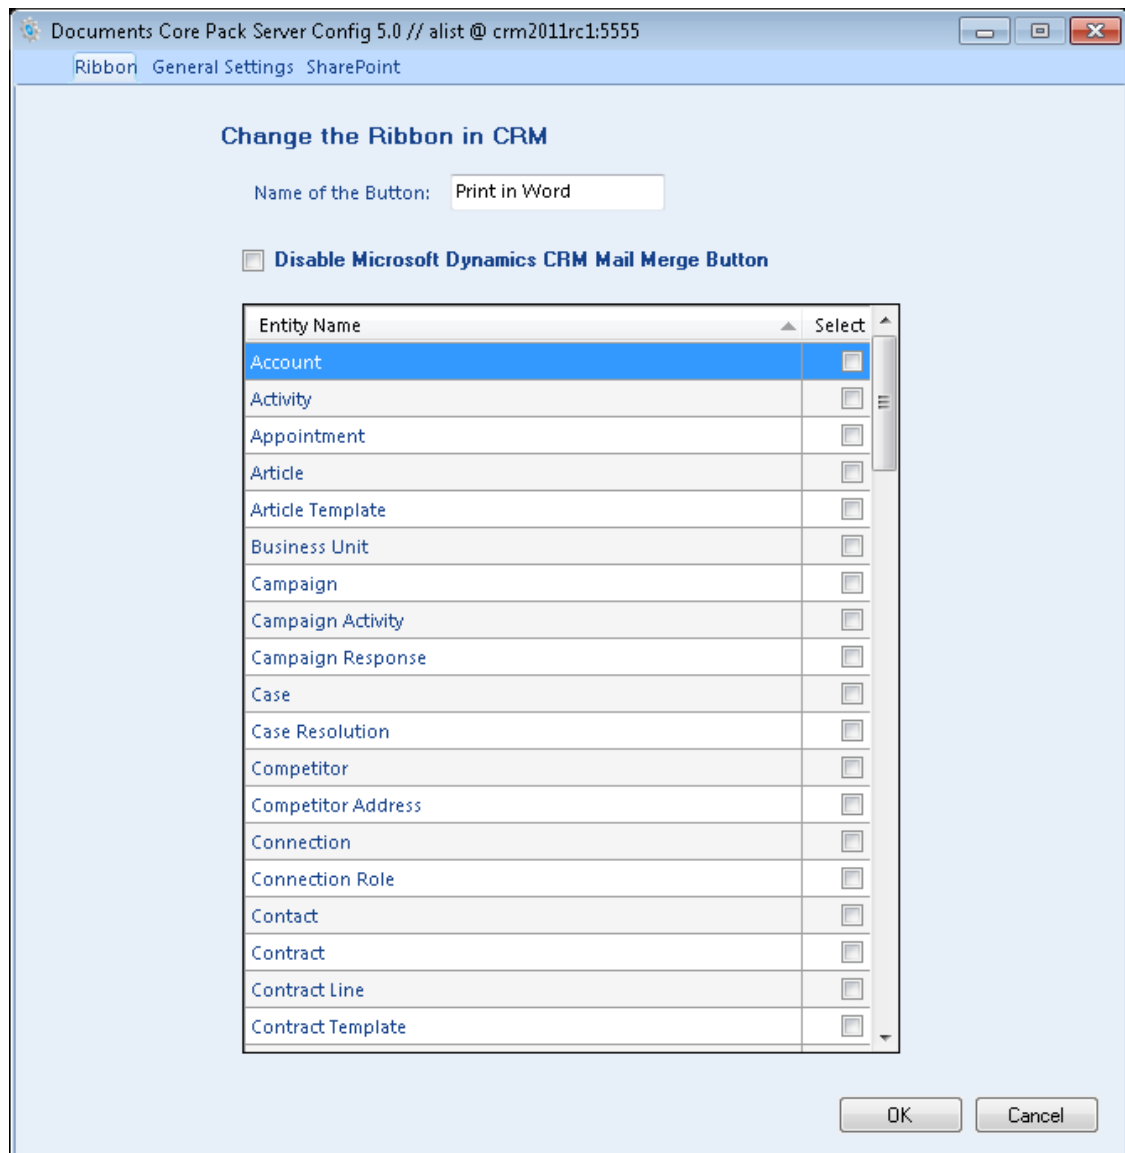 Documents Core Pack Server Config 5.0 // alist @ crm2011rc1:5555
Ribbon General Settings SharePoint
Change the Ribbon in CRM
Name of the Button: Print in Word
Disable Microsoft Dynamics CRM Mail Merge Button
Entity Name Select
Account
Activity
Appointment
Article
Article Template
Business Unit
Campaign
Campaign Activity
Campaign Response
Case
Case Resolution
Competitor
Competitor Address
Connection
Connection Role
Contact
Contract
Contract Line
Contract Template
OK Cancel